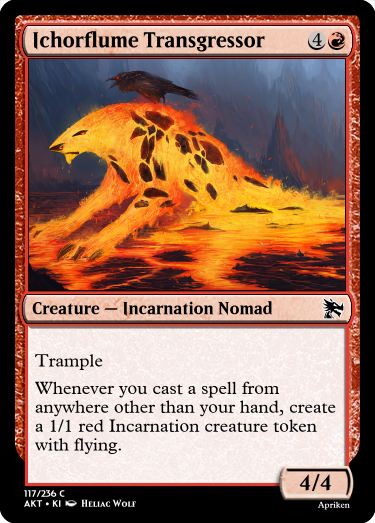 Ichorflume Transgressor 4
Creature — Incarnation Nomad
Trample
Whenever you cast a spell from
anywhere other than your hand, create
a 1/1 red Incarnation creature token
with flying.
4/4
117/236 C
AKT • KI Heliac Wolf
Apriken